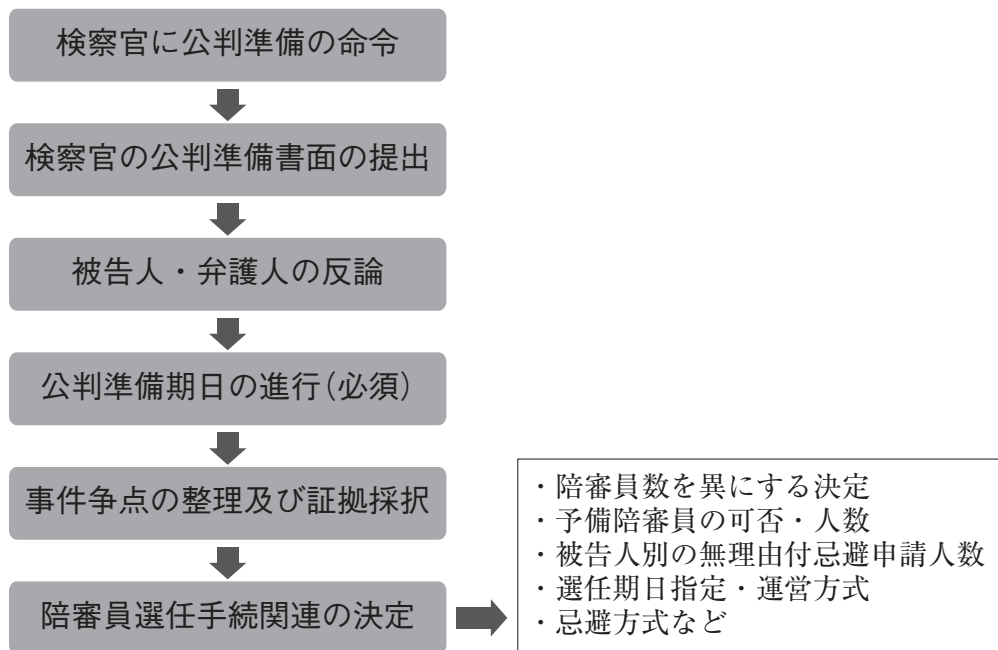 検察官に公判準備の命令
検察官の公判準備書面の提出
被告人・弁護人の反論
公判準備期日の進行(必須)
事件争点の整理及び証拠採択
陪審員選任手続関連の決定
・陪審員数を異にする決定
・予備陪審員の可否・人数
・被告人別の無理由付忌避申請人数
・選任期日指定・運営方式
・忌避方式など